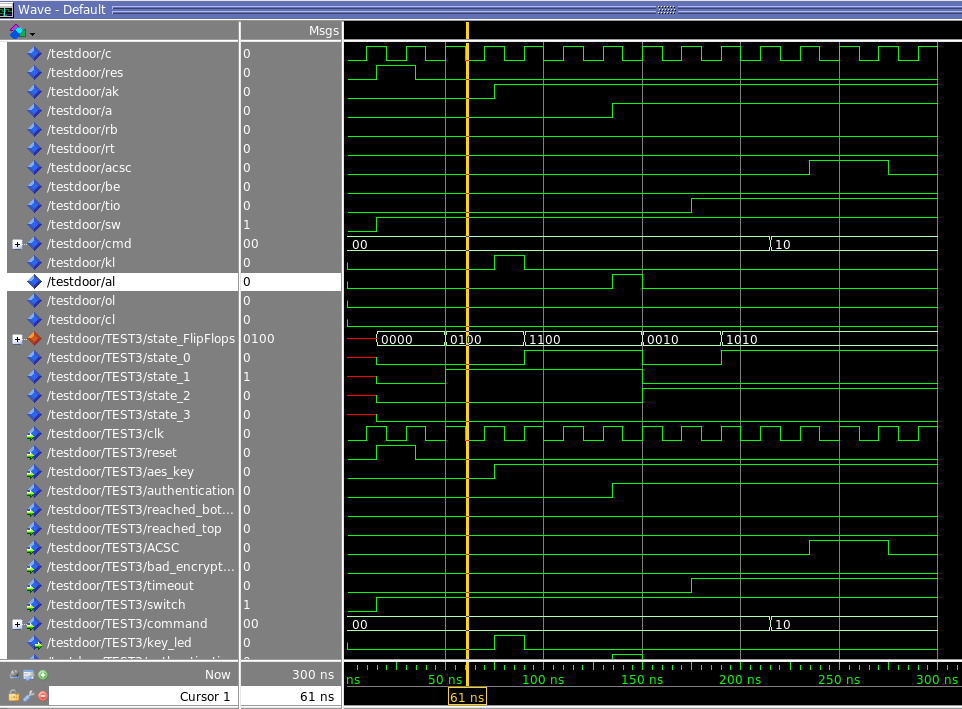 Wave - Default
Msgs
/testdoor/c 0
/testdoor/res 0
/testdoor/ak 0
/testdoor/a 0
/testdoor/rb 0
/testdoor/rt 0
/testdoor/acsc 0
/testdoor/be 0
/testdoor/tio 0
/testdoor/sw 1
/testdoor/cmd 00 00 10
/testdoor/kl 0
/testdoor/al 0
/testdoor/ol 0
/testdoor/cl 0
/testdoor/TEST3/state_FlipFlops 0100 0000 0100 1100 0010 1010
/testdoor/TEST3/state_0 0
/testdoor/TEST3/state_1 1
/testdoor/TEST3/state_2 0
/testdoor/TEST3/state_3 0
/testdoor/TEST3/clk 0
/testdoor/TEST3/reset 0
/testdoor/TEST3/aes_key 0
/testdoor/TEST3/authentication 0
/testdoor/TEST3/reached_bot... 0
/testdoor/TEST3/reached_top 0
/testdoor/TEST3/ACSC 0
/testdoor/TEST3/bad_encrypt... 0
/testdoor/TEST3/timeout 0
/testdoor/TEST3/switch 1
/testdoor/TEST3/command 00 00 10
/testdoor/TEST3/key_led 0
Now 300 ns ns 50 ns 100 ns 150 ns 200 ns 250 ns 300 ns
Cursor 1 61 ns 61 ns